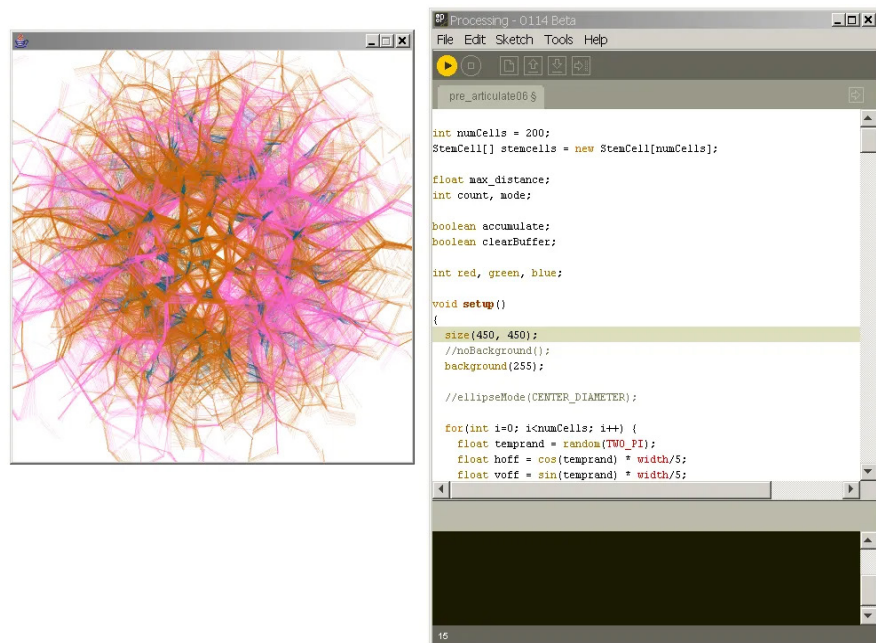 Processing - 0114 Beta
File Edit Sketch Tools Help
pre_articulate06 §
int numCells = 200;
StemCell[] stemcells = new StemCell[numCells];
float max_distance;
int count, mode;
boolean accumulate;
boolean clearBuffer;
int red, green, blue;
void setup()
{
size(450, 450);
//noBackground();
background(255);
//ellipseMode(CENTER_DIAMETER);
for(int i=0; i<numCells; i++) {
float temprand = random(TWO_PI);
float hoff = cos(temprand) * width/5;
float voff = sin(temprand) * width/5;
15